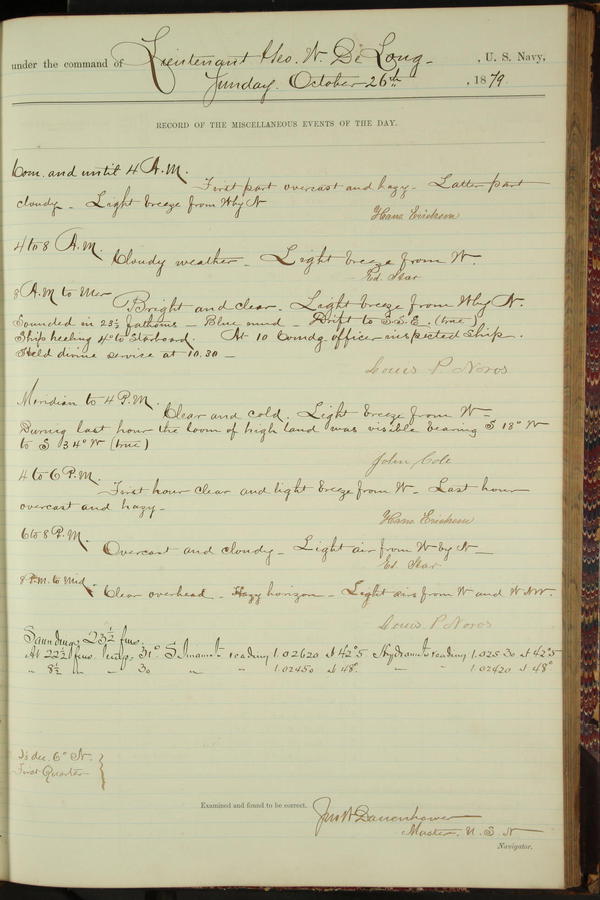 under the command of Lieutenant Geo. W. De Long, U. S. Navy,
Sunday. October 26th, 1879.
RECORD OF THE MISCELLANEOUS EVENTS OF THE DAY.
Com. and until 4 A.M.
First part overcast and hazy - Latter part
cloudy - Light breeze from W by N
Hans Erichsen
4 to 8 A.M. Cloudy weather - Light breeze from W.
Ed. Star
8 A.M to Mer Bright and clear. Light breeze from W by N.
Sounded in 23½ fathoms - Blue mud - Drift to S.S.E. (true)
Ship heeling 4° to Starboard. At 10 Comdg officer inspected ship.
Held divine service at 10.30 -
Louis P. Noros
Meridian to 4 P.M. Clear and cold. Light breeze from W -
During last hour the loom of high land was visible bearing S 18° W
to S 34° W (true)
John Cole
4 to 6 P.M. First hour clear and light breeze from W - Last hour
overcast and hazy -
Hans Erichsen
6 to 8 P.M. Overcast and cloudy - Light air from W by N -
Ed. Star
8 P.M. to Mid Clear overhead - Hazy horizon - Light airs from W and WNW.
Louis P. Noros
Sounding 23½ fms.
At 22½ fms. temp. 31° reading 1.02620 at 42°5 reading 1.02530 at 42°5
" 8½ " " 30 " " 1.02450 at 48° " " 1.02420 at 48°
)'s dec. 6° N.
First Quarter
Examined and found to be correct.
Jno W Danenhower
Master. U. S. N
Navigator.